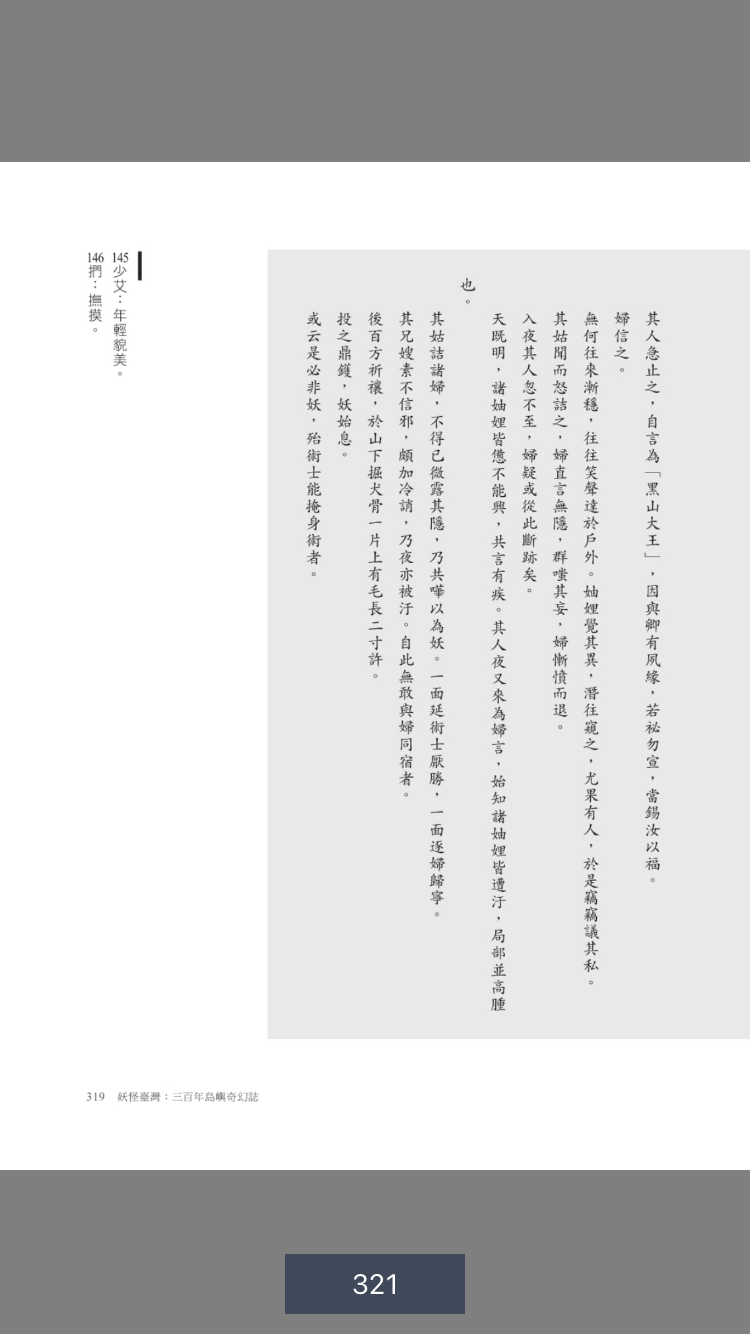 其人急止之，自言為「黑山大王」，因與卿有夙緣，若祕勿宣，當錫汝以福。
婦信之。
無何往來漸穩，往往笑聲達於戶外。妯娌覺其異，潛往窺之，尤果有人，於是竊竊議其私。
其姑聞而怒詰之，婦直言無隱，群嗤其妄，婦慚憤而退。
入夜其人忽不至，婦疑或從此斷跡矣。
天既明，諸妯娌皆憊不能興，共言有疾。其人夜又來為婦言，始知諸妯娌皆遭汙，局部並高腫
也。
其姑詰諸婦，不得已微露其隱，乃共嘩以為妖。一面延術士厭勝，一面逐婦歸寧。
其兄嫂素不信邪，頗加冷誚，乃夜亦被汙。自此無敢與婦同宿者。
後百方祈禳，於山下掘犬骨一片上有毛長二寸許。
投之鼎鑊，妖始息。
或云是必非妖，殆術士能掩身術者。
145少艾：年輕貌美。
146捫：撫摸。
319 妖怪臺灣：三百年島嶼奇幻誌
321